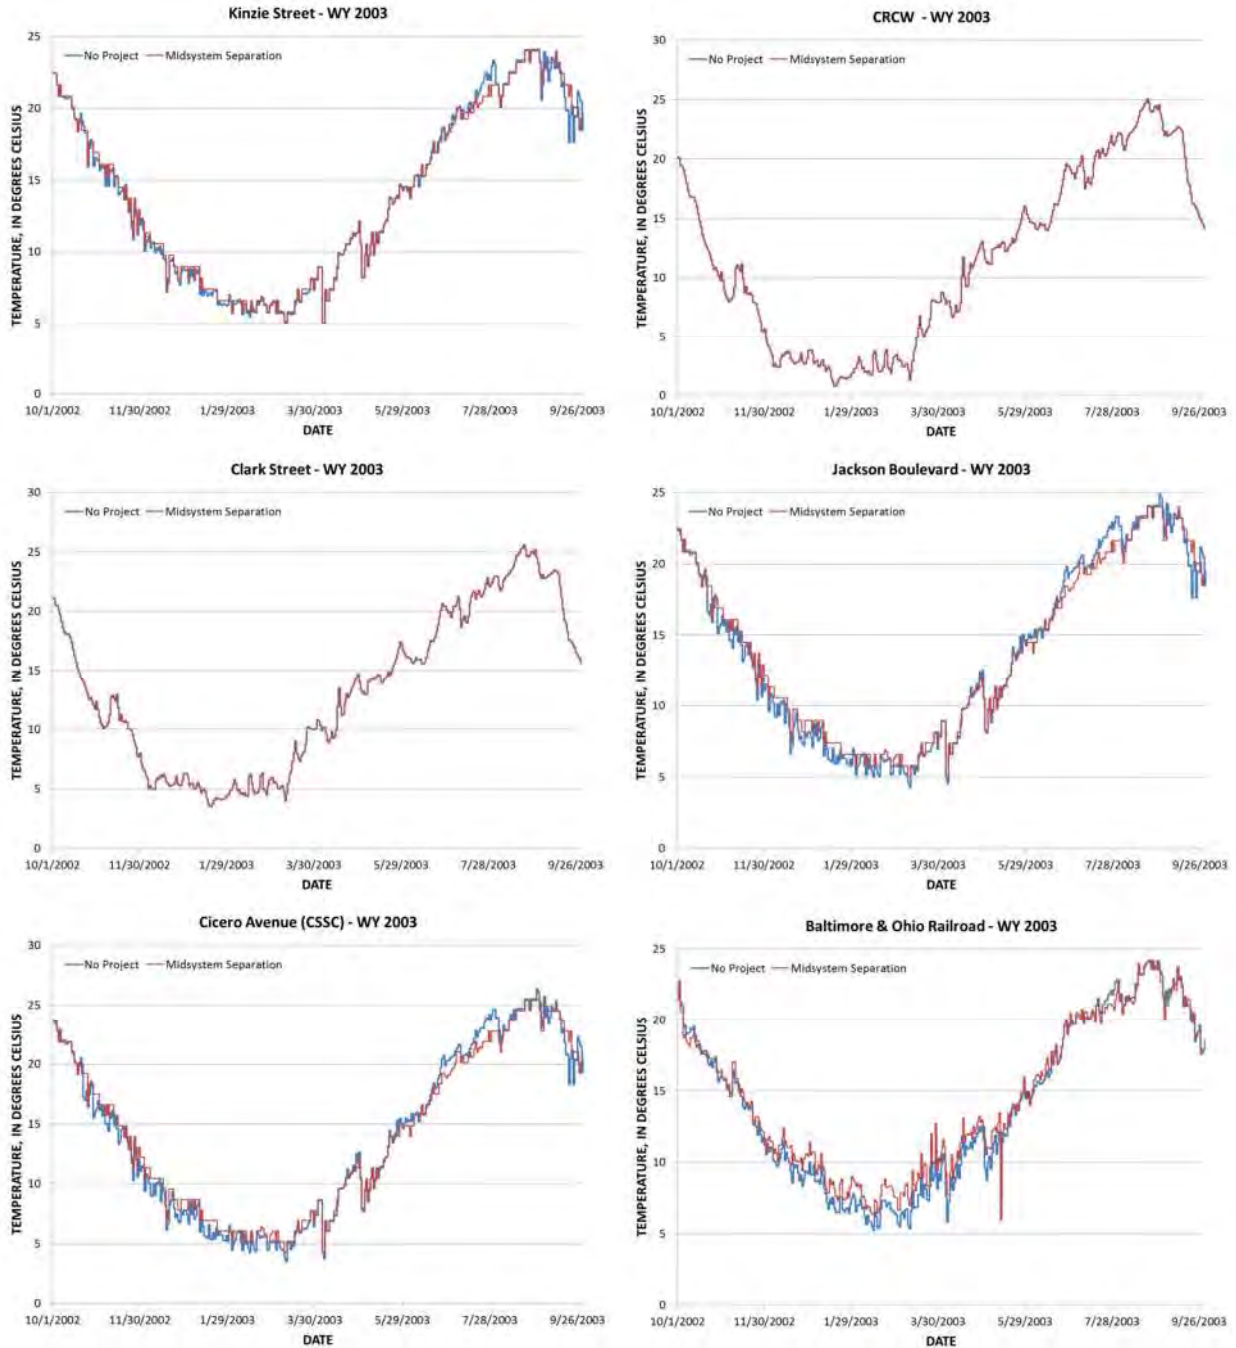 Kinzie Street - WY 2003
25
No Project
Midsystem Separation
20
15
10
5
0
TEMPERATURE, IN DEGREES CELSIUS
10/1/2002 11/30/2002 1/29/2003 3/30/2003 5/29/2003 7/28/2003 9/26/2003
DATE
CRCW - WY 2003
30
No Project
Midsystem Separation
25
20
15
10
5
0
TEMPERATURE, IN DEGREES CELSIUS
10/1/2002 11/30/2002 1/29/2003 3/30/2003 5/29/2003 7/28/2003 9/26/2003
DATE
Clark Street - WY 2003
30
No Project
Midsystem Separation
25
20
15
10
5
0
TEMPERATURE, IN DEGREES CELSIUS
10/1/2002 11/30/2002 1/29/2003 3/30/2003 5/29/2003 7/28/2003 9/26/2003
DATE
Jackson Boulevard - WY 2003
25
No Project
Midsystem Separation
20
15
10
5
0
TEMPERATURE, IN DEGREES CELSIUS
10/1/2002 11/30/2002 1/29/2003 3/30/2003 5/29/2003 7/28/2003 9/26/2003
DATE
Cicero Avenue (CSSC) - WY 2003
30
No Project
Midsystem Separation
25
20
15
10
5
0
TEMPERATURE, IN DEGREES CELSIUS
10/1/2002 11/30/2002 1/29/2003 3/30/2003 5/29/2003 7/28/2003 9/26/2003
DATE
Baltimore & Ohio Railroad - WY 2003
25
No Project
Midsystem Separation
20
15
10
5
0
TEMPERATURE, IN DEGREES CELSIUS
10/1/2002 11/30/2002 1/29/2003 3/30/2003 5/29/2003 7/28/2003 9/26/2003
DATE